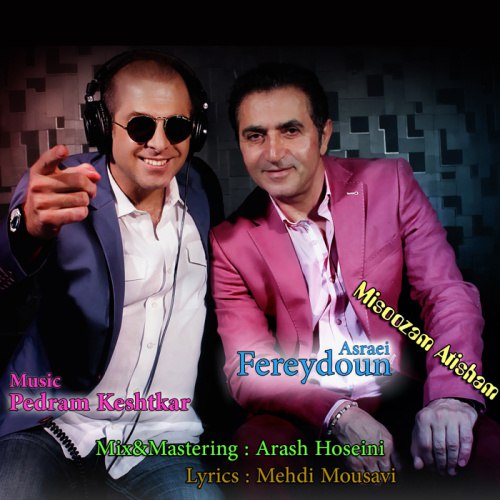 Misoozam Atisham
Asraei
Fereydoun
Music
Pedram Keshtkar
Mix&Mastering : Arash Hoseini
Lyrics : Mehdi Mousavi